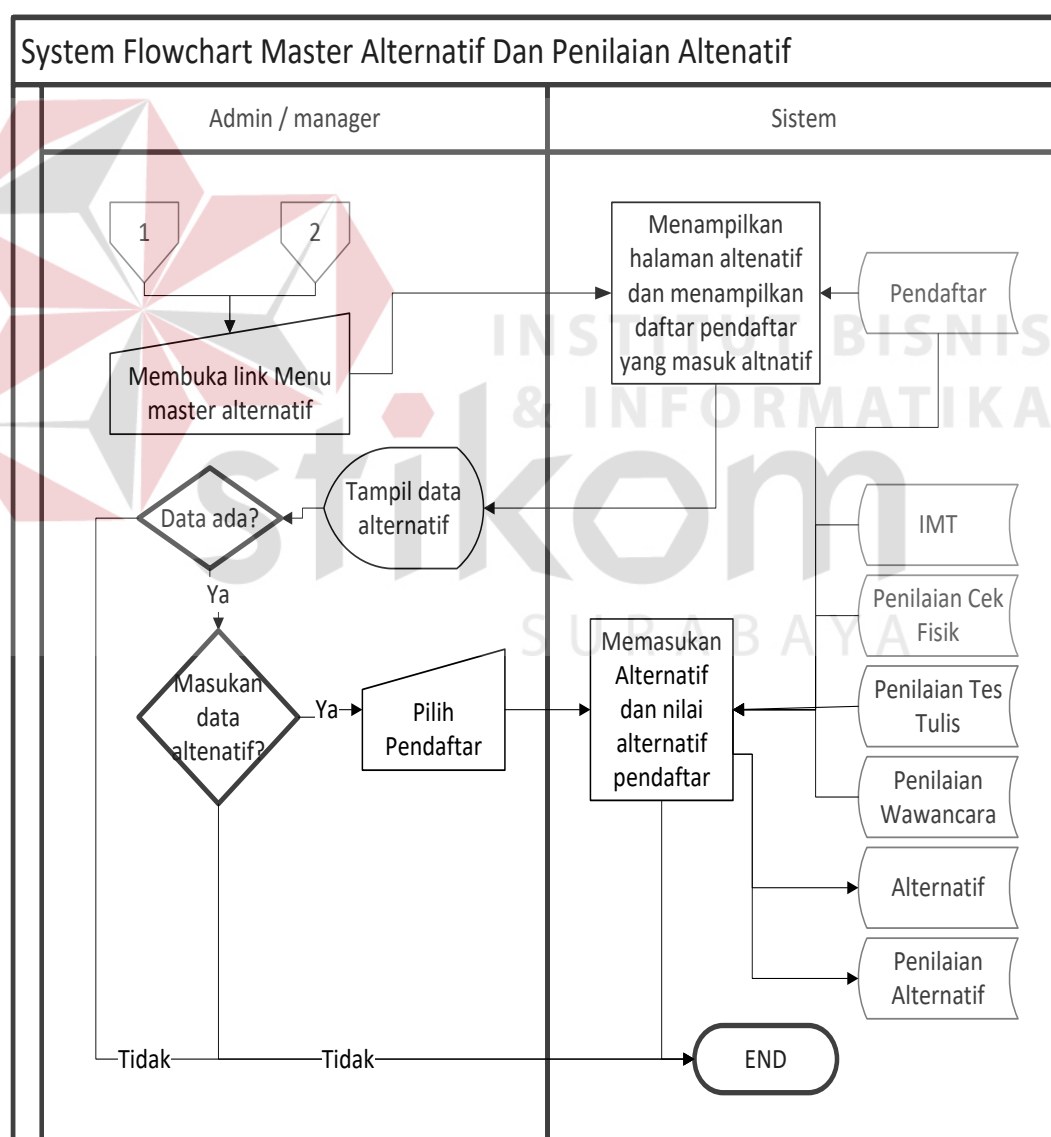 System Flowchart Master Alternatif Dan Penilaian Altenatif
Admin / manager
Sistem
1
2
Membuka link Menu
master alternatif
Menampilkan
halaman altenatif
dan menampilkan
daftar pendaftar
yang masuk altnatif
Pendaftar
INSTITUT BISNIS
& INFORMATIKA
stikom
SURABAYA
Tampil data
alternatif
Data ada?
Ya
IMT
Penilaian Cek
Fisik
Masukan
data
altenatif?
Ya
Pilih
Pendaftar
Memasukan
Alternatif
dan nilai
alternatif
pendaftar
Penilaian Tes
Tulis
Penilaian
Wawancara
Alternatif
Penilaian
Alternatif
Tidak
Tidak
END